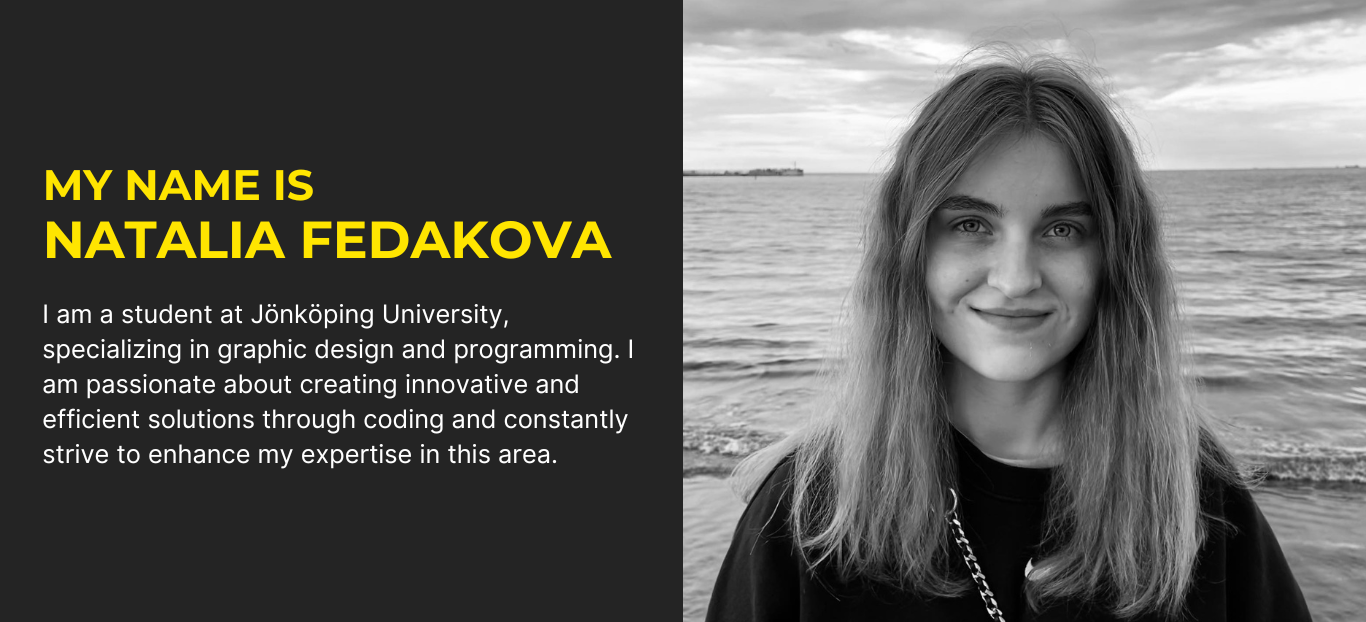 MY NAME IS
NATALIA FEDAKOVA
I am a student at Jönköping University,
specializing in graphic design and programming. I
am passionate about creating innovative and
efficient solutions through coding and constantly
strive to enhance my expertise in this area.